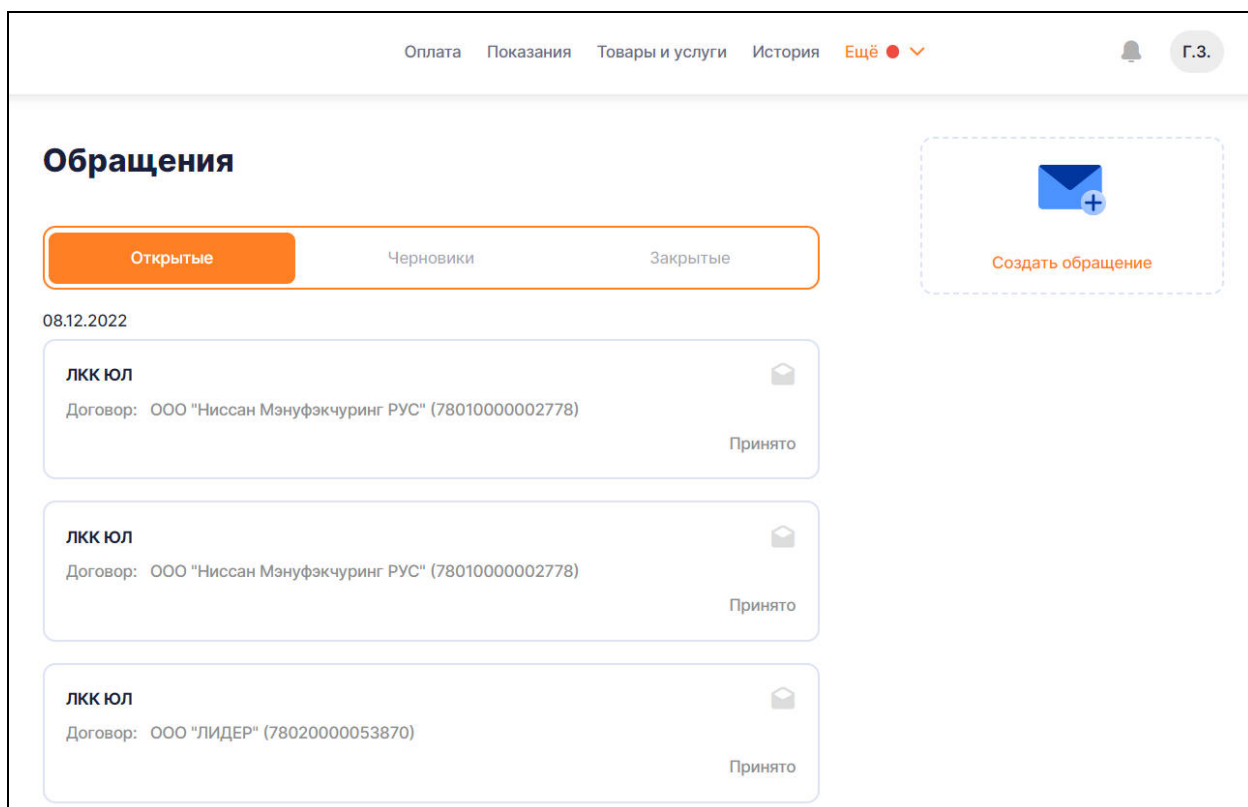 Оплата Показания Товары и услуги История Ещё Г.З.
Обращения
Открытые Черновики Закрытые
Создать обращение
08.12.2022
ЛКК ЮЛ
Договор: ООО "Ниссан Мэнуфэкчуринг РУС" (78010000002778)
Принято
ЛКК ЮЛ
Договор: ООО "Ниссан Мэнуфэкчуринг РУС" (78010000002778)
Принято
ЛКК ЮЛ
Договор: ООО "ЛИДЕР" (78020000053870)
Принято